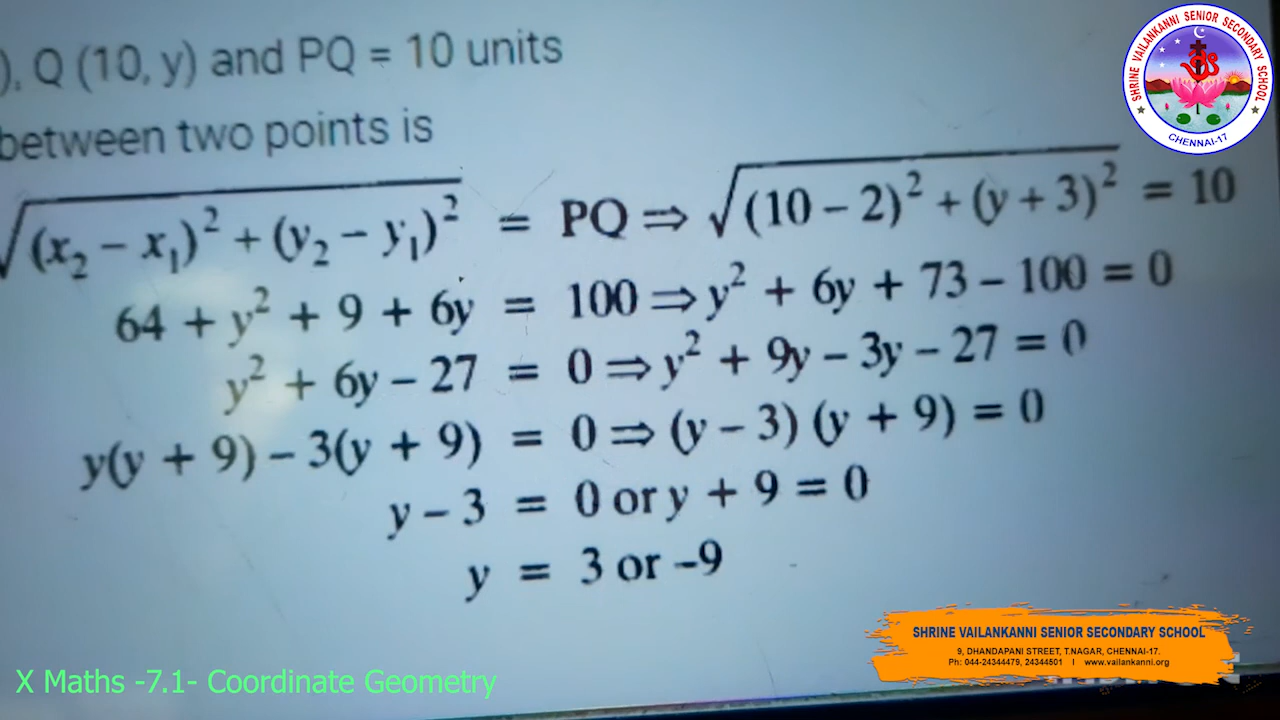 ), Q (10, y) and PQ = 10 units
between two points is
√(x₂ – x₁)² + (y₂ – y₁)² = PQ ⇒ √(10 – 2)² + (y + 3)² = 10
64 + y² + 9 + 6y = 100 ⇒ y² + 6y + 73 – 100 = 0
y² + 6y – 27 = 0 ⇒ y² + 9y – 3y – 27 = 0
y(y + 9) – 3(y + 9) = 0 ⇒ (y – 3) (y + 9) = 0
y – 3 = 0 or y + 9 = 0
y = 3 or –9
SHRINE VAILANKANNI SENIOR SECONDARY SCHOOL
CHENNAI-17
SHRINE VAILANKANNI SENIOR SECONDARY SCHOOL
9, DHANDAPANI STREET, T.NAGAR, CHENNAI-17.
Ph: 044-24344479, 24344501 I www.vailankanni.org
X Maths -7.1- Coordinate Geometry